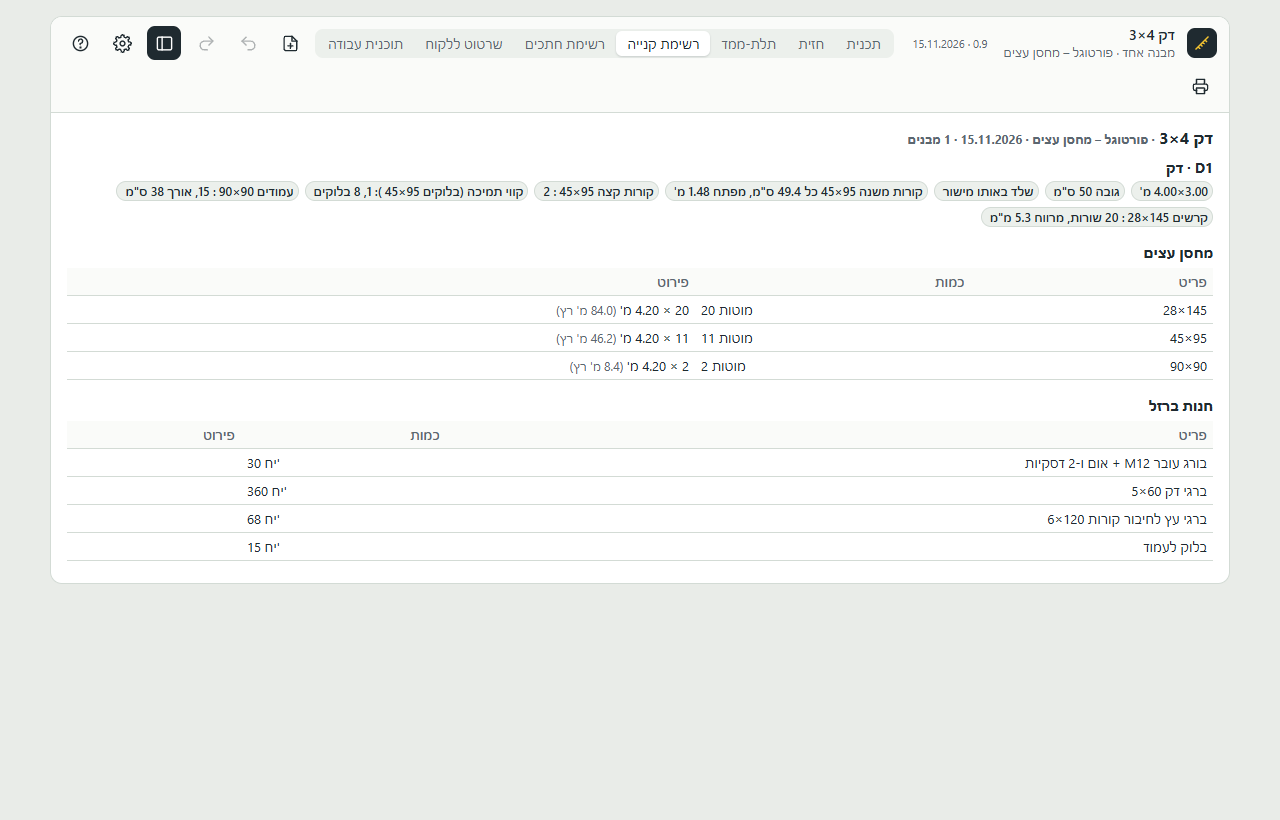 דק 4×3
מבנה אחד · פורטוגל – מחסן עצים
0.9 · 15.11.2026
תכנית
חזית
תלת-ממד
רשימת קנייה
רשימת חתכים
שרטוט ללקוח
תוכנית עבודה
דק 4×3 · פורטוגל – מחסן עצים · 15.11.2026 · 1 מבנים
D1 · דק
3.00×4.00 מ'
גובה 50 ס"מ
שלד באותו מישור
קורות משנה 95×45 כל 49.4 ס"מ, מפתח 1.48 מ'
קורות קצה 95×45 : 2
קווי תמיכה (בלוקים 95×45 ): 1, 8 בלוקים
עמודים 90×90 : 15, אורך 38 ס"מ
קרשים 145×28 : 20 שורות, מרווח 5.3 מ"מ
מחסן עצים
פריט כמות פירוט
28×145 20 מוטות 20 × 4.20 מ' (84.0 מ' רץ)
45×95 11 מוטות 11 × 4.20 מ' (46.2 מ' רץ)
90×90 2 מוטות 2 × 4.20 מ' (8.4 מ' רץ)
חנות ברזל
פריט כמות פירוט
בורג עובר M12 + אום ו-2 דסקיות 30 יח'
ברגי דק 60×5 360 יח'
ברגי עץ לחיבור קורות 120×6 68 יח'
בלוק לעמוד 15 יח'